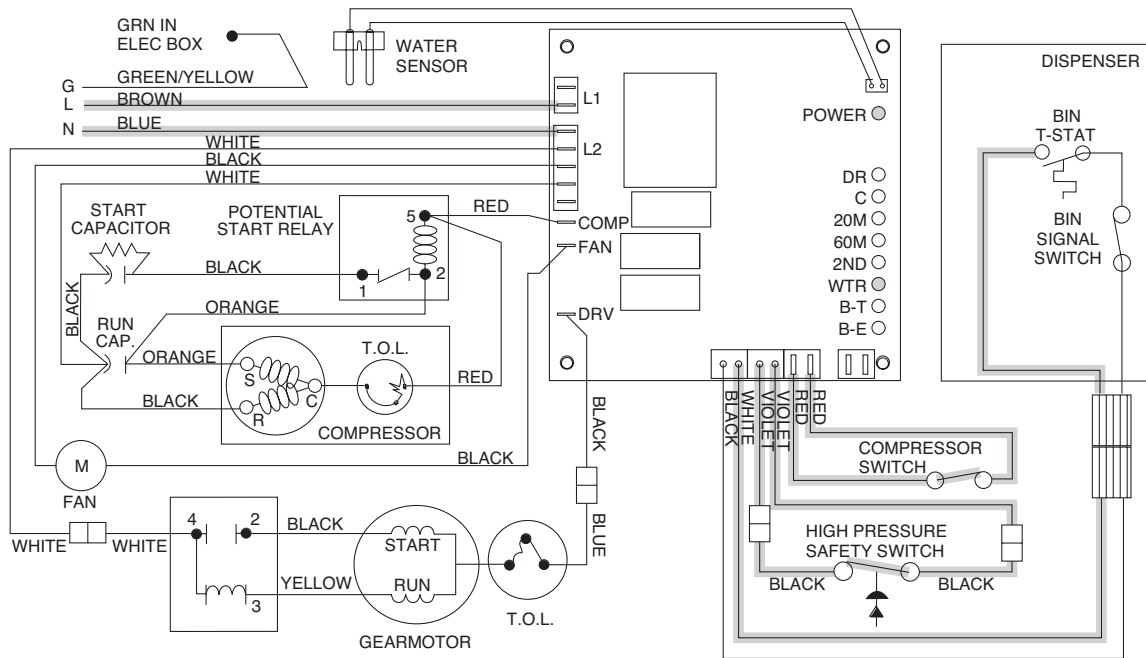 GRN IN
ELEC BOX
WATER
SENSOR
DISPENSER
G
GREEN/YELLOW
L
BROWN
L1
POWER
N
BLUE
WHITE
L2
BLACK
WHITE
BIN
T-STAT
START
CAPACITOR
POTENTIAL
START RELAY
5
RED
COMP
FAN
DR
C
20M
60M
2ND
WTR
B-T
B-E
BIN
SIGNAL
SWITCH
BLACK
1
2
ORANGE
BLACK
RUN
CAP.
DRV
ORANGE
T.O.L.
S
C
R
RED
BLACK
COMPRESSOR
BLACK
WHITE
VIOLET
VIOLET
RED
RED
BLACK
COMPRESSOR
SWITCH
M
FAN
BLACK
4
2
BLACK
START
WHITE
WHITE
BLUE
HIGH PRESSURE
SAFETY SWITCH
BLACK
BLACK
YELLOW
RUN
3
T.O.L.
GEARMOTOR